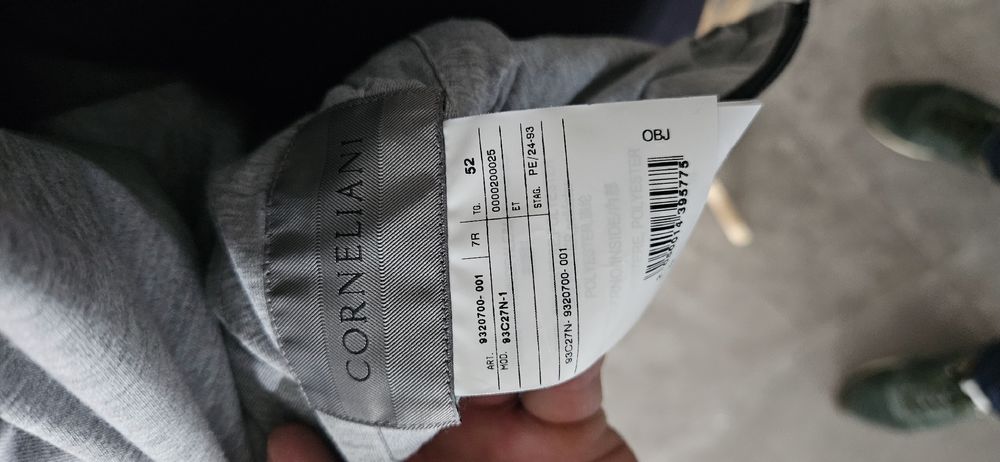 CORNELIANI
ART. 9320700- 001 7R TG. 52
MOD. 93C27N-1 0000200025
ET
STAG. PE/24-93
93C27N- 9320700- 001
OBJ
395775